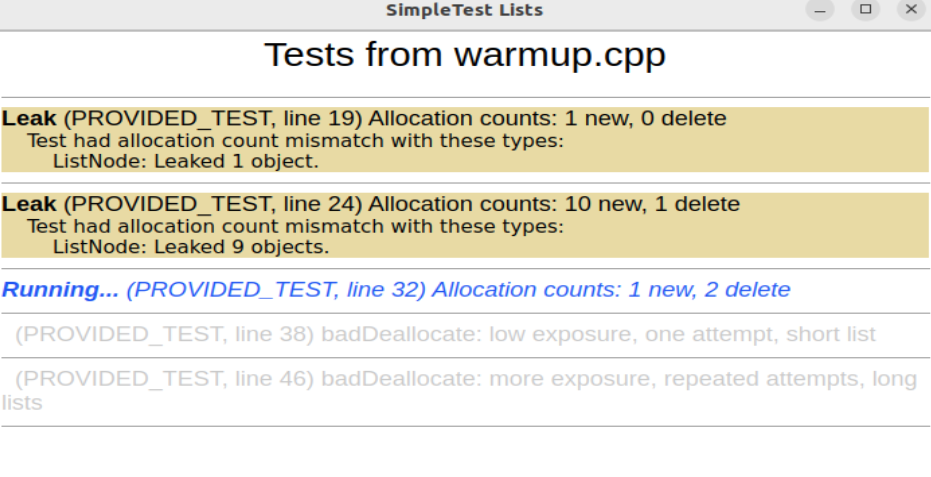 SimpleTest Lists
Tests from warmup.cpp
Leak (PROVIDED_TEST, line 19) Allocation counts: 1 new, 0 delete
Test had allocation count mismatch with these types:
ListNode: Leaked 1 object.
Leak (PROVIDED_TEST, line 24) Allocation counts: 10 new, 1 delete
Test had allocation count mismatch with these types:
ListNode: Leaked 9 objects.
Running... (PROVIDED_TEST, line 32) Allocation counts: 1 new, 2 delete
(PROVIDED_TEST, line 38) badDeallocate: low exposure, one attempt, short list
(PROVIDED_TEST, line 46) badDeallocate: more exposure, repeated attempts, long
lists